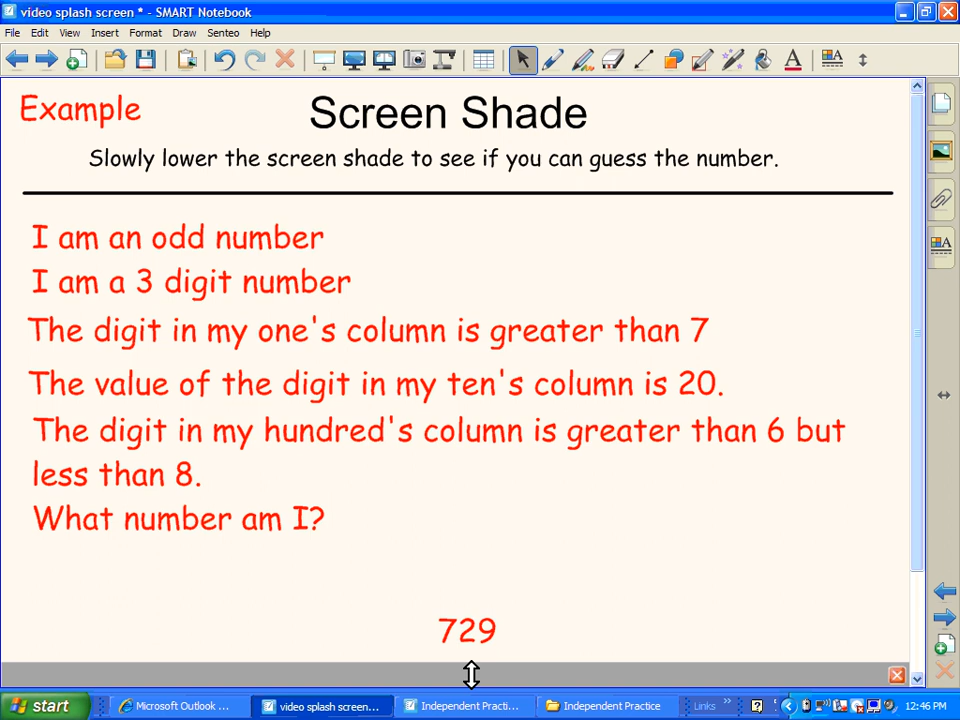 video splash screen * - SMART Notebook
File Edit View Insert Format Draw Senteo Help
Example
Screen Shade
Slowly lower the screen shade to see if you can guess the number.
I am an odd number
I am a 3 digit number
The digit in my one's column is greater than 7
The value of the digit in my ten's column is 20.
The digit in my hundred's column is greater than 6 but
less than 8.
What number am I?
729
start Microsoft Outlook ... video splash screen... Independent Practi... Independent Practice Links » 12:46 PM